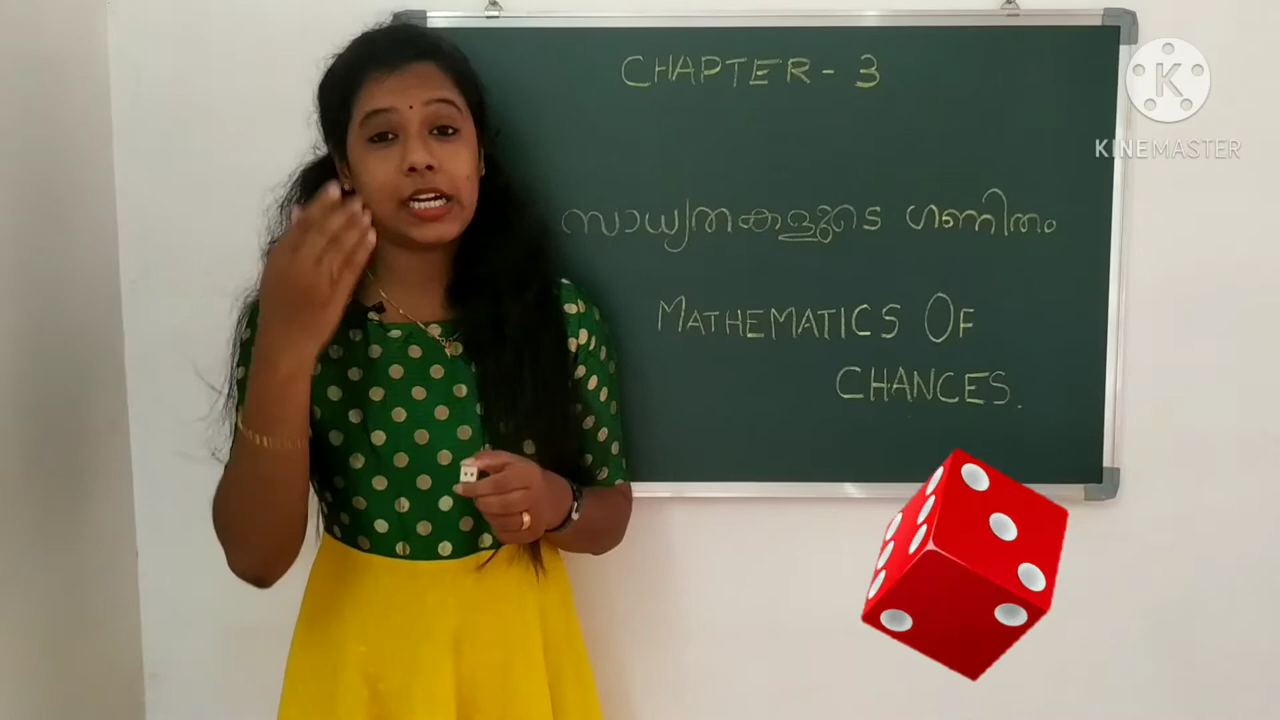 CHAPTER - 3
സാധ്യതകളുടെ ഗണിതം
MATHEMATICS OF
CHANCES.
K
KINEMASTER